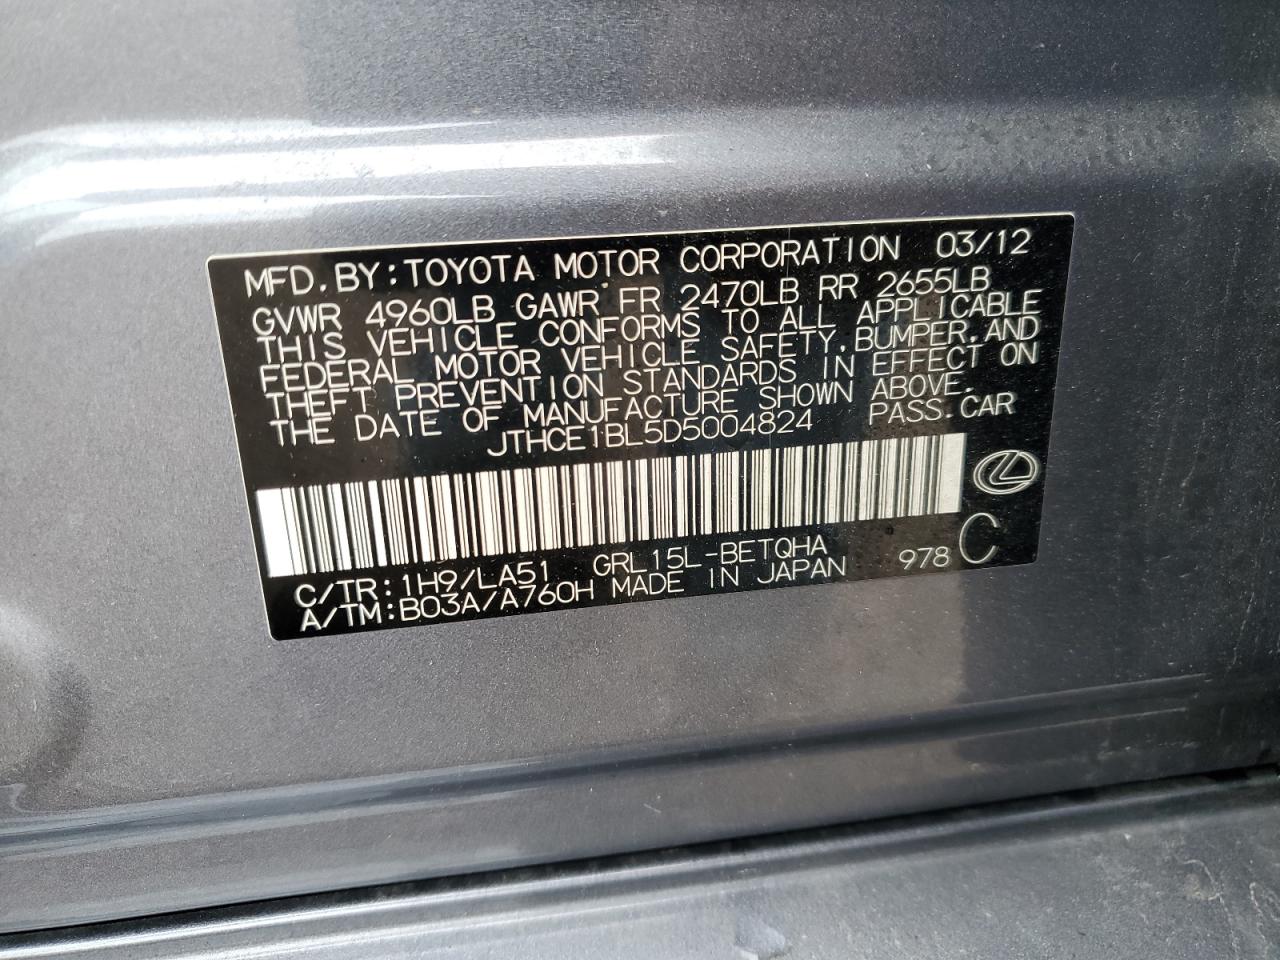 MFD. BY: TOYOTA MOTOR CORPORATION 03/12
GVWR 4960LB GAWR FR 2470LB RR 2655LB
THIS VEHICLE CONFORMS TO ALL APPLICABLE
FEDERAL MOTOR VEHICLE SAFETY, BUMPER, AND
THEFT PREVENTION STANDARDS IN EFFECT ON
THE DATE OF MANUFACTURE SHOWN ABOVE.
JTHCE1BL5D5004824 PASS. CAR
C/TR: 1H9/LA51 GRL15L-BETQHA 978 C
A/TM: B03A/A760H MADE IN JAPAN